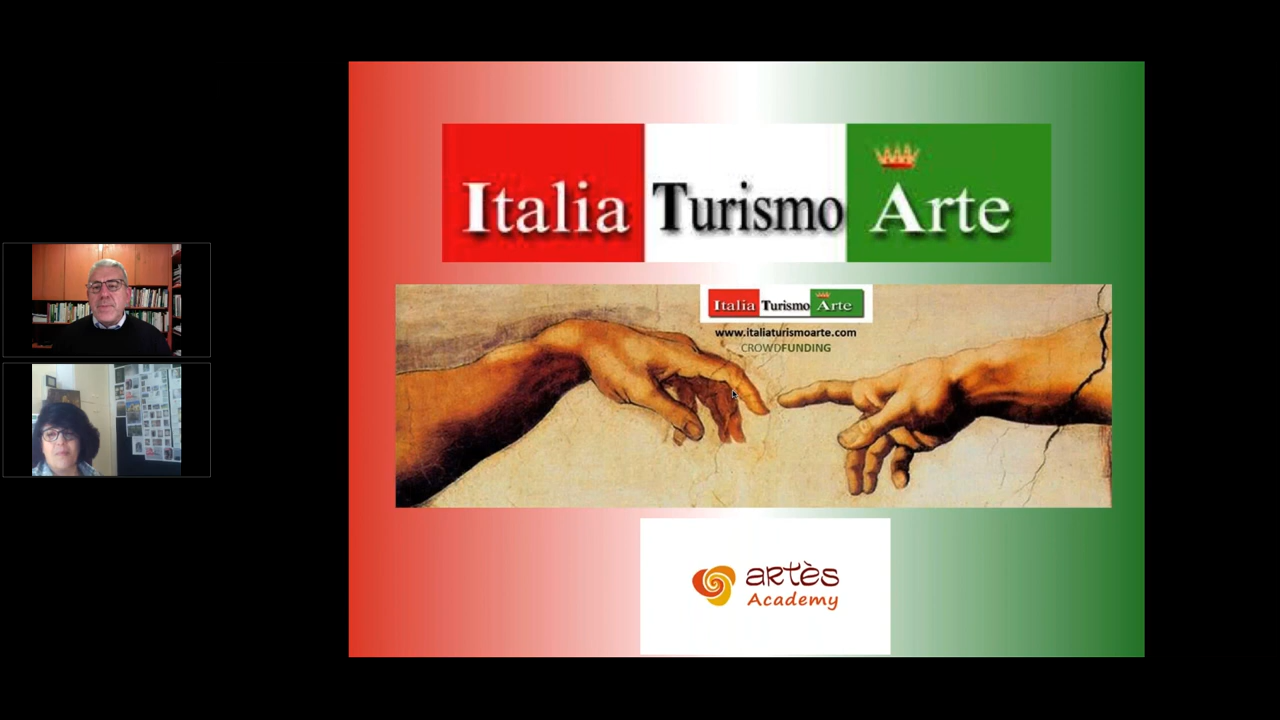 Italia Turismo Arte
Italia Turismo Arte
www.italiaturismoarte.com
CROWDFUNDING
artès
Academy